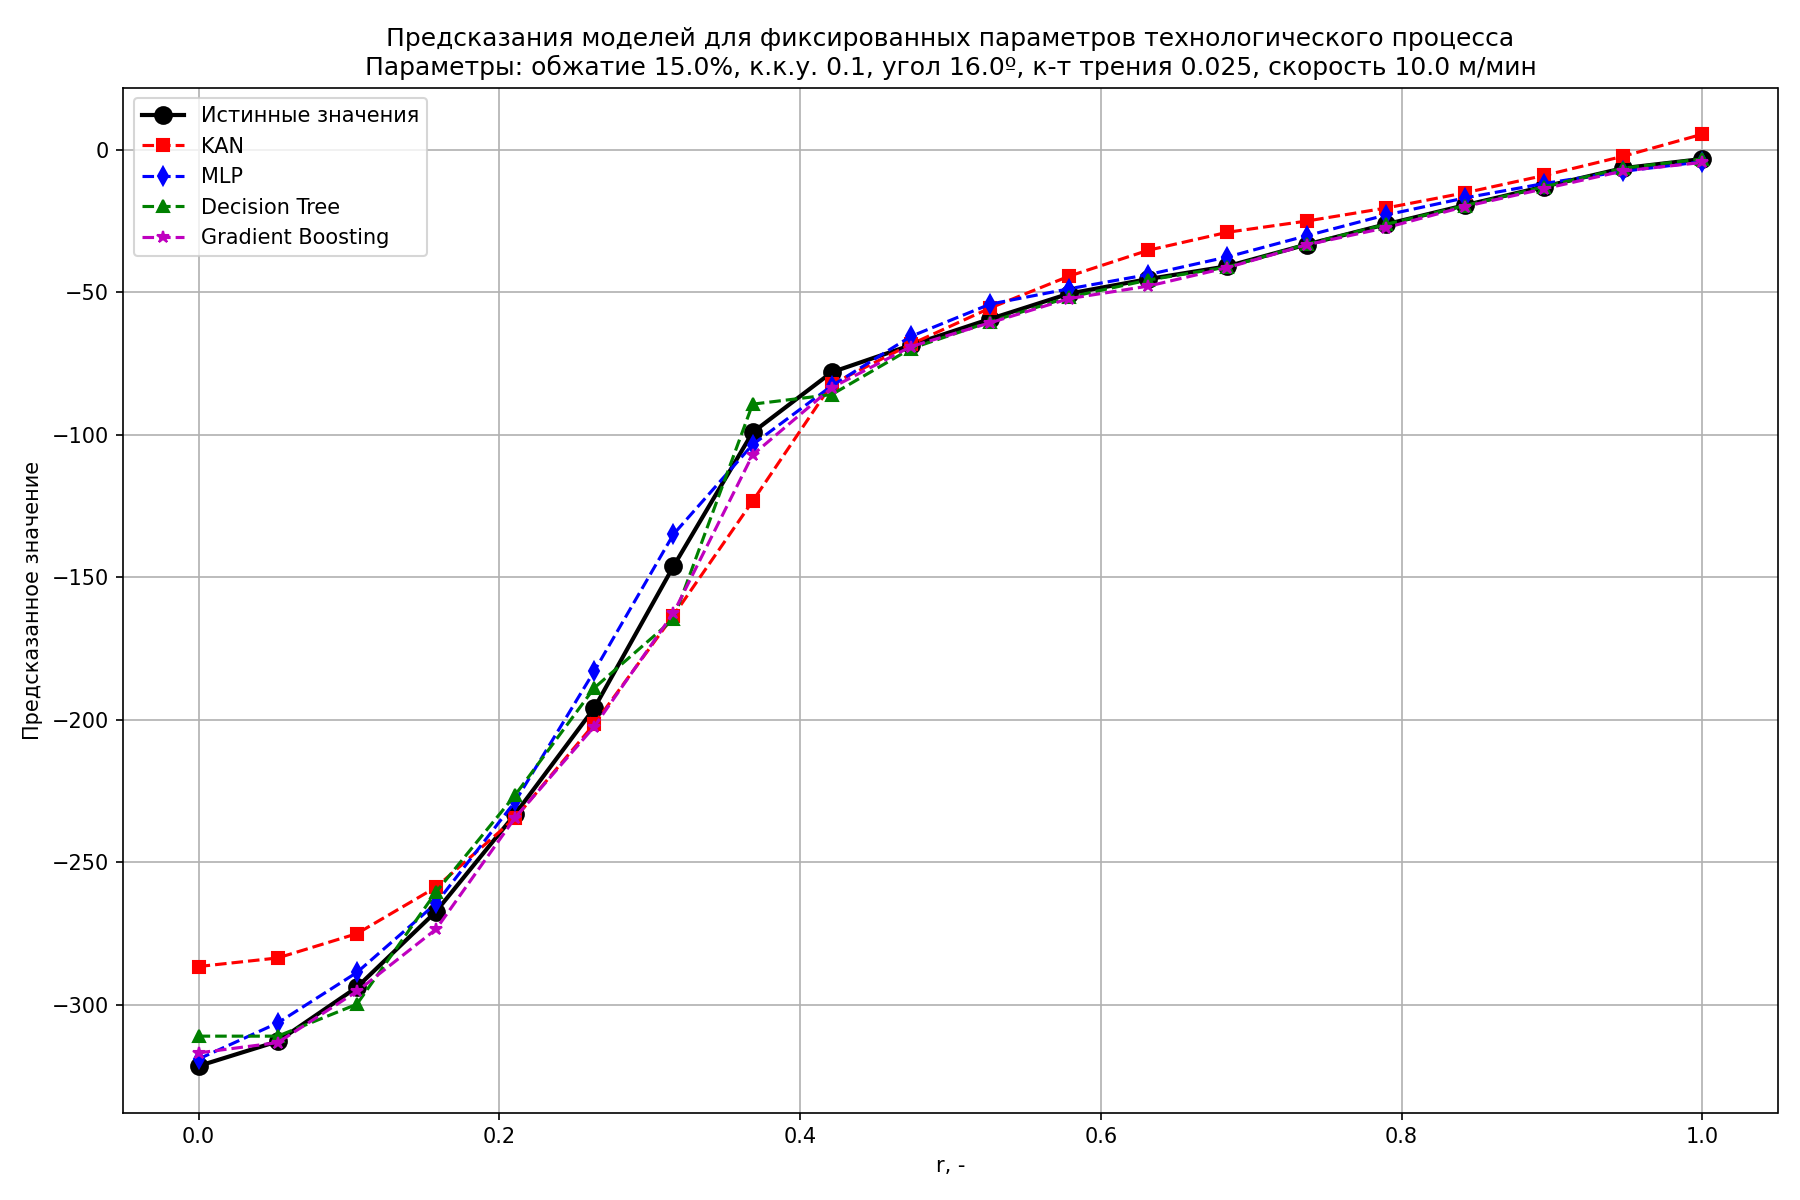 Предсказания моделей для фиксированных параметров технологического процесса
Параметры: обжатие 15.0%, к.к.у. 0.1, угол 16.0º, к-т трения 0.025, скорость 10.0 м/мин
Истинные значения
KAN
MLP
Decision Tree
Gradient Boosting
Предсказанное значение
0
−50
−100
−150
−200
−250
−300
0.0 0.2 0.4 0.6 0.8 1.0
r, -